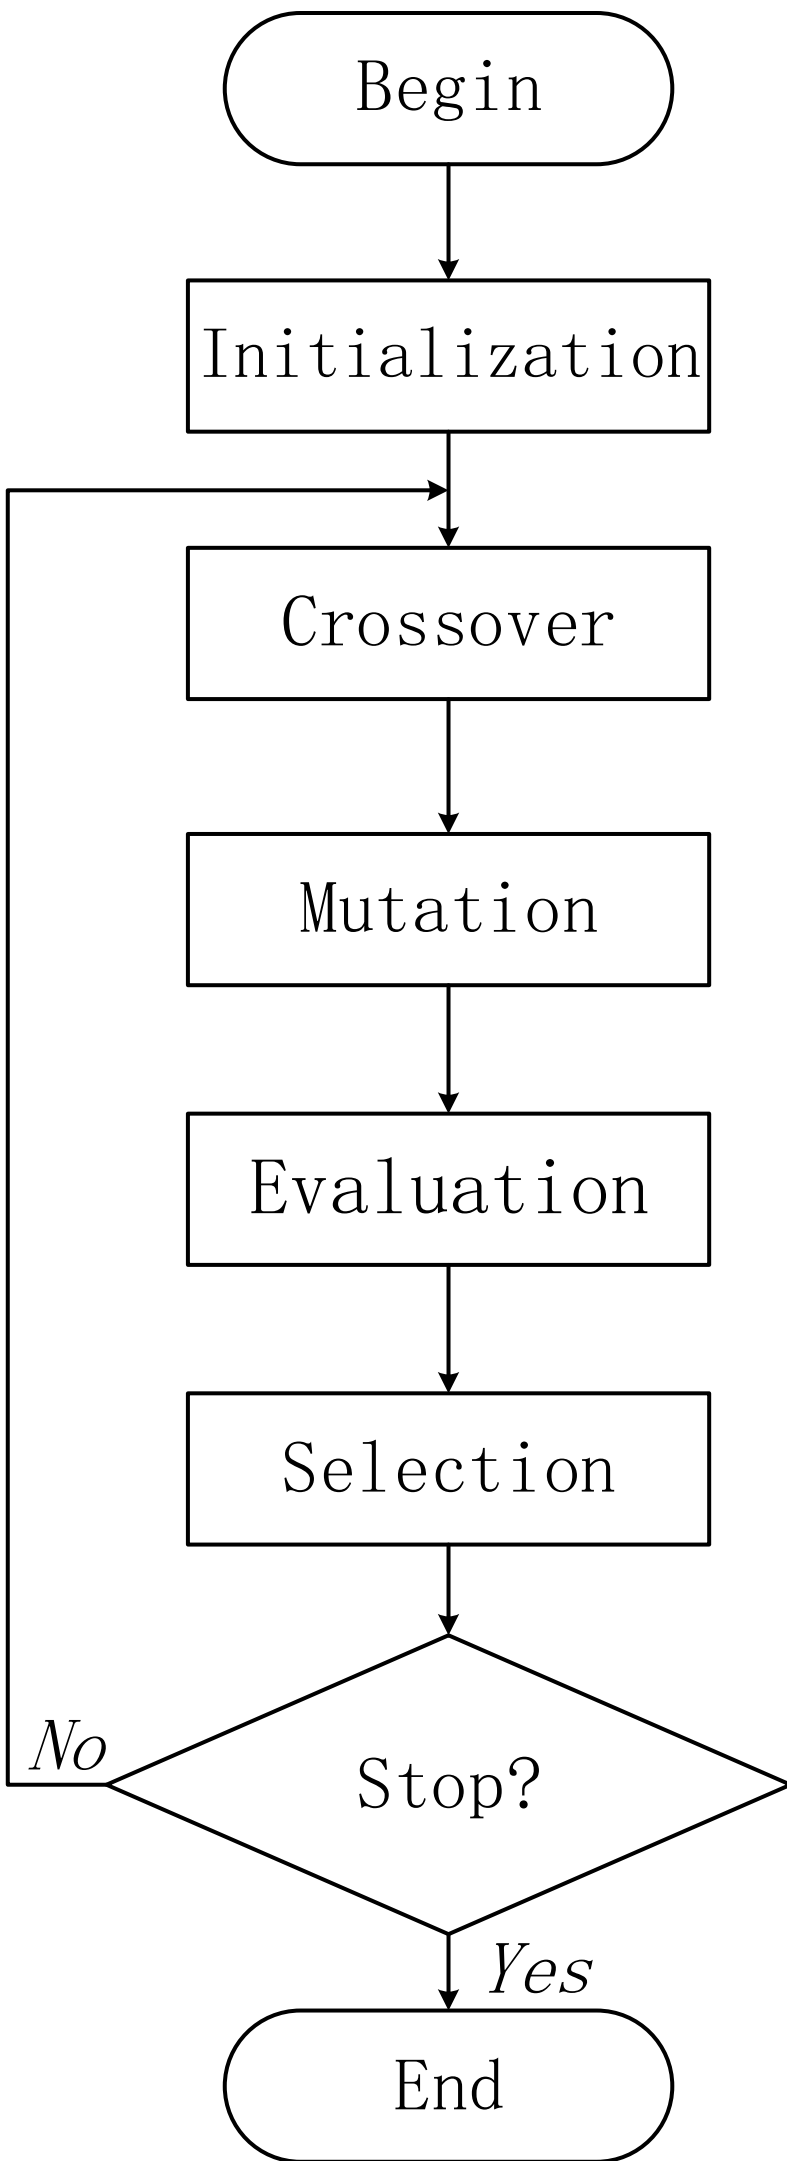 Begin
Initialization
Crossover
Mutation
Evaluation
Selection
No
Stop?
Yes
End